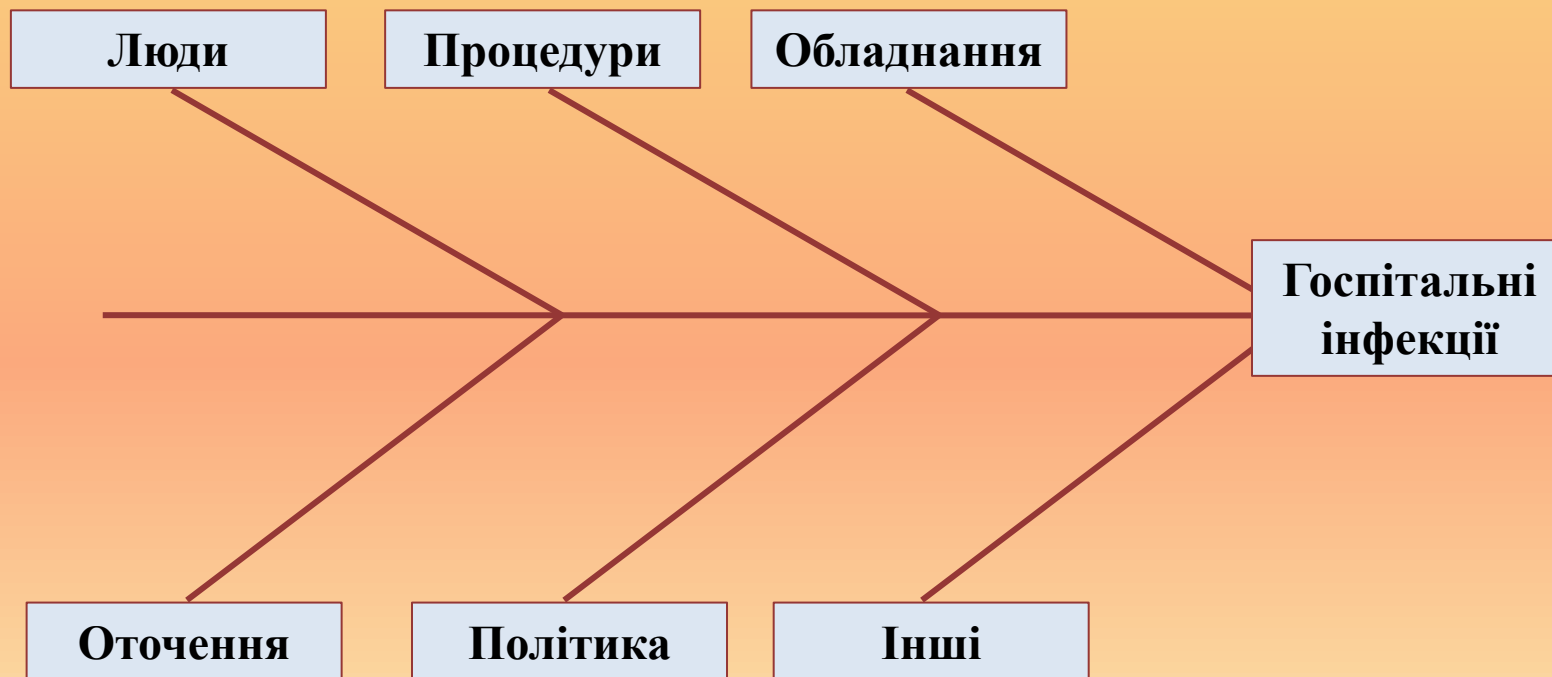 Люди
Процедури
Обладнання
Госпітальні
інфекції
Оточення
Політика
Інші